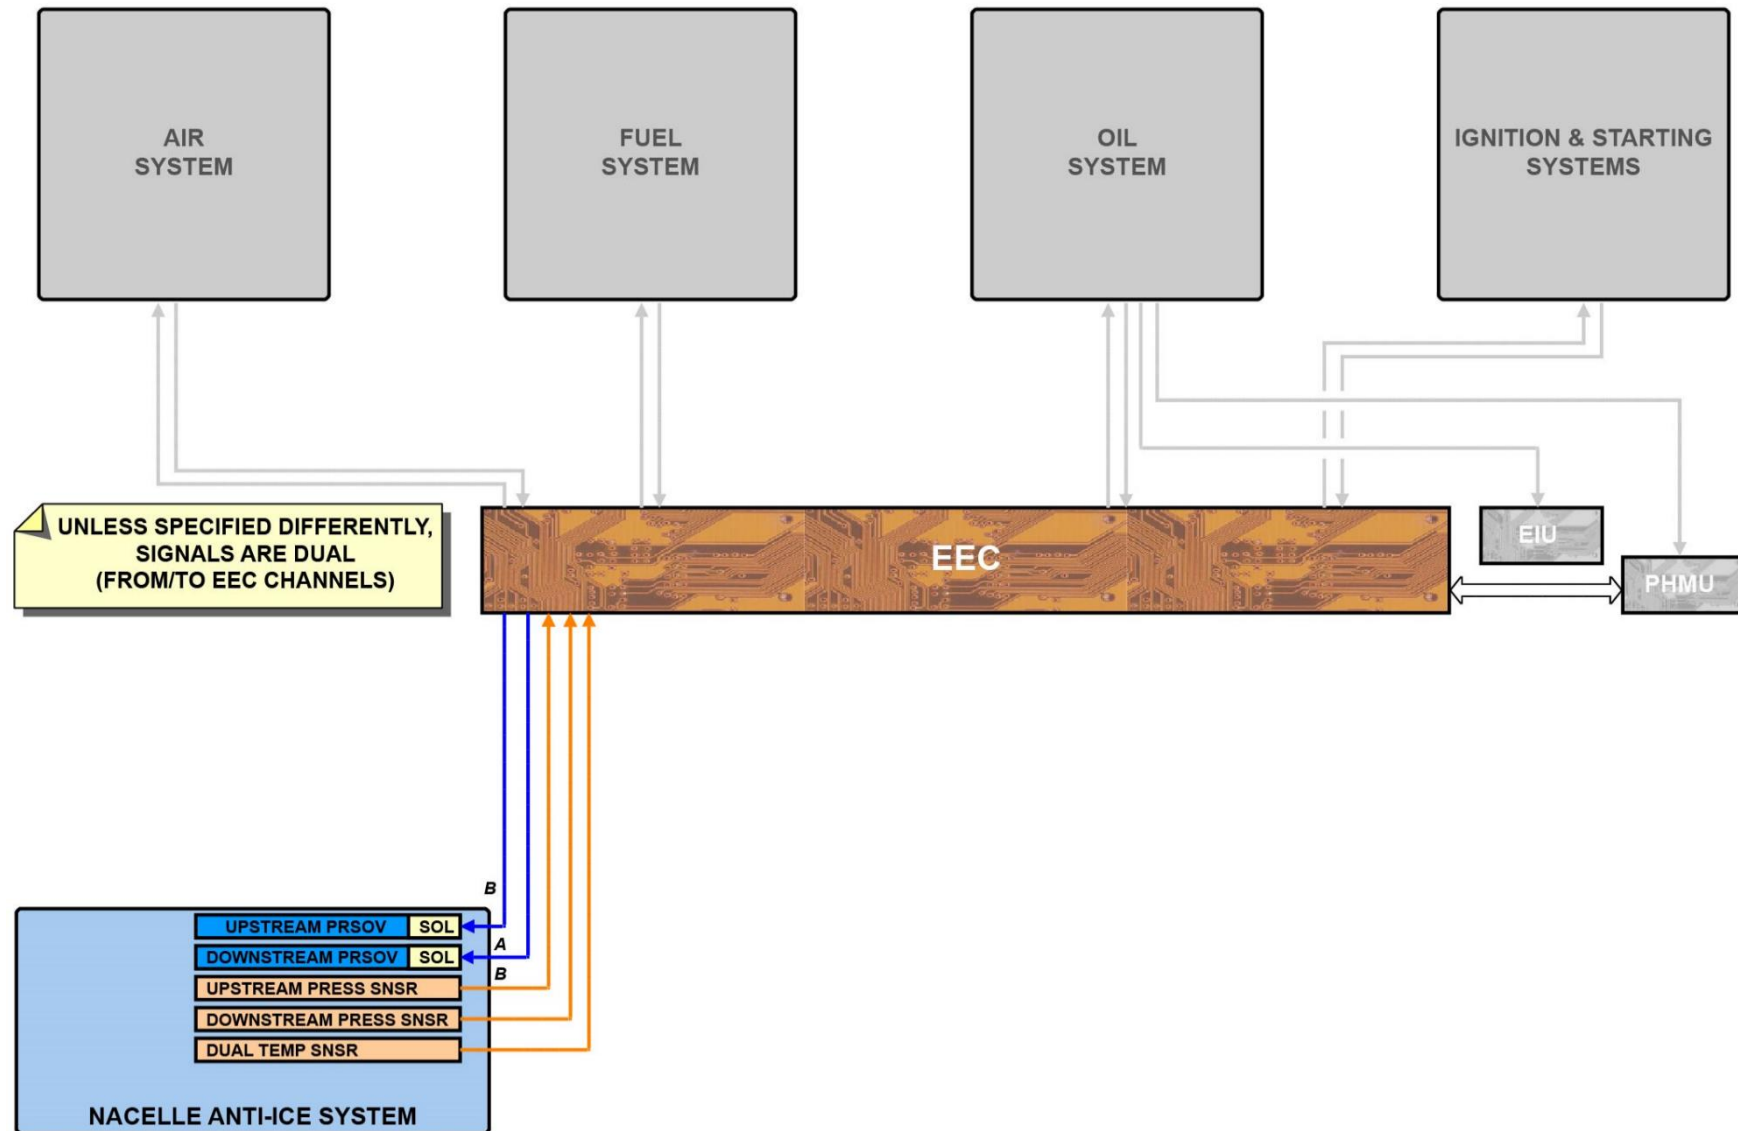 AIR
SYSTEM
FUEL
SYSTEM
OIL
SYSTEM
IGNITION & STARTING
SYSTEMS
UNLESS SPECIFIED DIFFERENTLY,
SIGNALS ARE DUAL
(FROM/TO EEC CHANNELS)
EEC
EIU
PHMU
B
UPSTREAM PRSOV SOL
A
DOWNSTREAM PRSOV SOL
B
UPSTREAM PRESS SNSR
DOWNSTREAM PRESS SNSR
DUAL TEMP SNSR
NACELLE ANTI-ICE SYSTEM